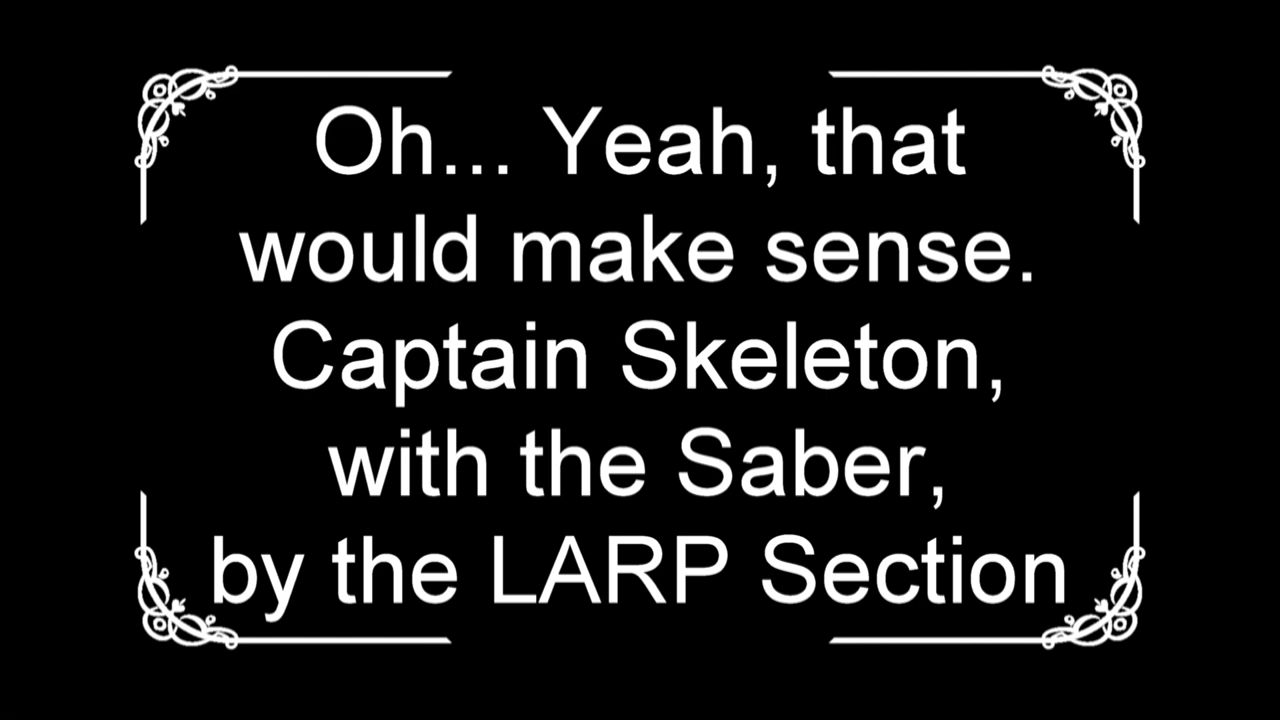 Oh... Yeah, that
would make sense.
Captain Skeleton,
with the Saber,
by the LARP Section